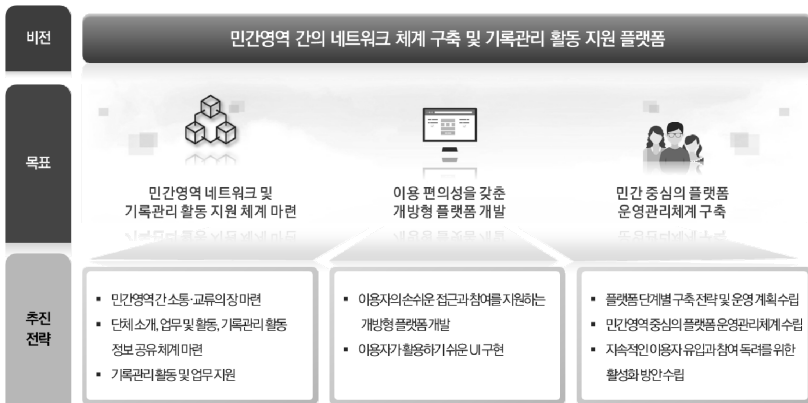 비전
민간영역 간의 네트워크 체계 구축 및 기록관리 활동 지원 플랫폼
목표
민간영역 네트워크 및
기록관리 활동 지원 체계 마련
이용 편의성을 갖춘
개방형 플랫폼 개발
민간 중심의 플랫폼
운영관리체계 구축
추진
전략
▪ 민간영역 간 소통·교류의 장 마련
▪ 단체 소개, 업무 및 활동, 기록관리 활동
정보 공유 체계 마련
▪ 기록관리 활동 및 업무 지원
▪ 이용자의 손쉬운 접근과 참여를 지원하는
개방형 플랫폼 개발
▪ 이용자가 활용하기 쉬운 UI 구현
▪ 플랫폼 단계별 구축 전략 및 운영 계획 수립
▪ 민간영역 중심의 플랫폼 운영관리체계 수립
▪ 지속적인 이용자 유입과 참여 독려를 위한
활성화 방안 수립